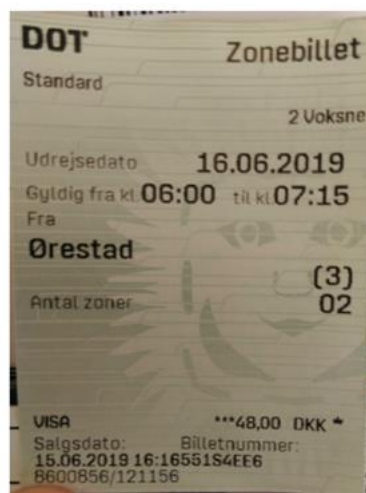 DOT Zonebillet
Standard
2 Voksne
Udrejsedato 16.06.2019
Gyldig fra kl. 06:00 til kl. 07:15
Fra
Ørestad
(3)
Antal zoner 02
VISA ***48,00 DKK *
Salgsdato: Billetnummer:
15.06.2019 16:16551S4EE6
8600856/121156